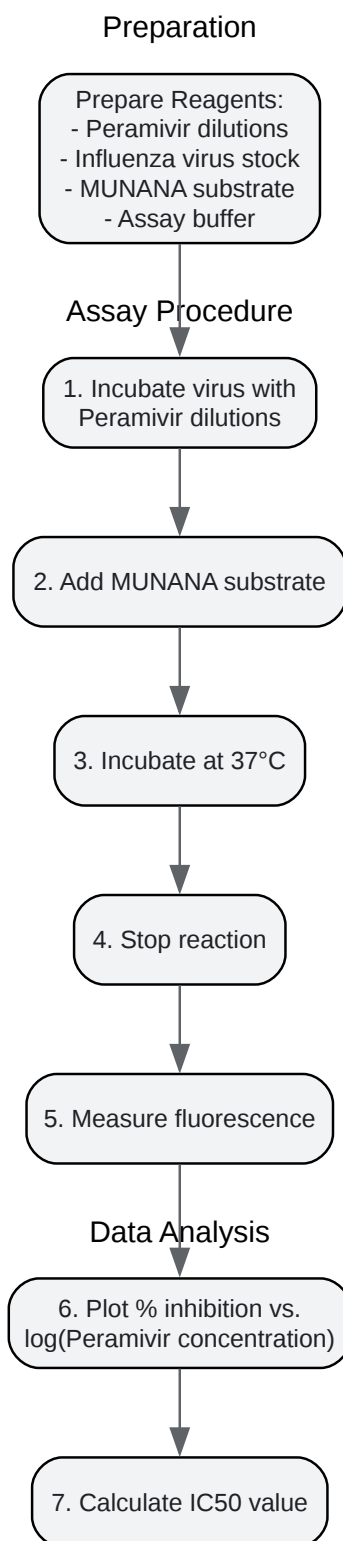 Preparation
Prepare Reagents:
- Peramivir dilutions
- Influenza virus stock
- MUNANA substrate
- Assay buffer
Assay Procedure
1. Incubate virus with
Peramivir dilutions
2. Add MUNANA substrate
3. Incubate at 37°C
4. Stop reaction
5. Measure fluorescence
Data Analysis
6. Plot % inhibition vs.
log(Peramivir concentration)
7. Calculate IC50 value